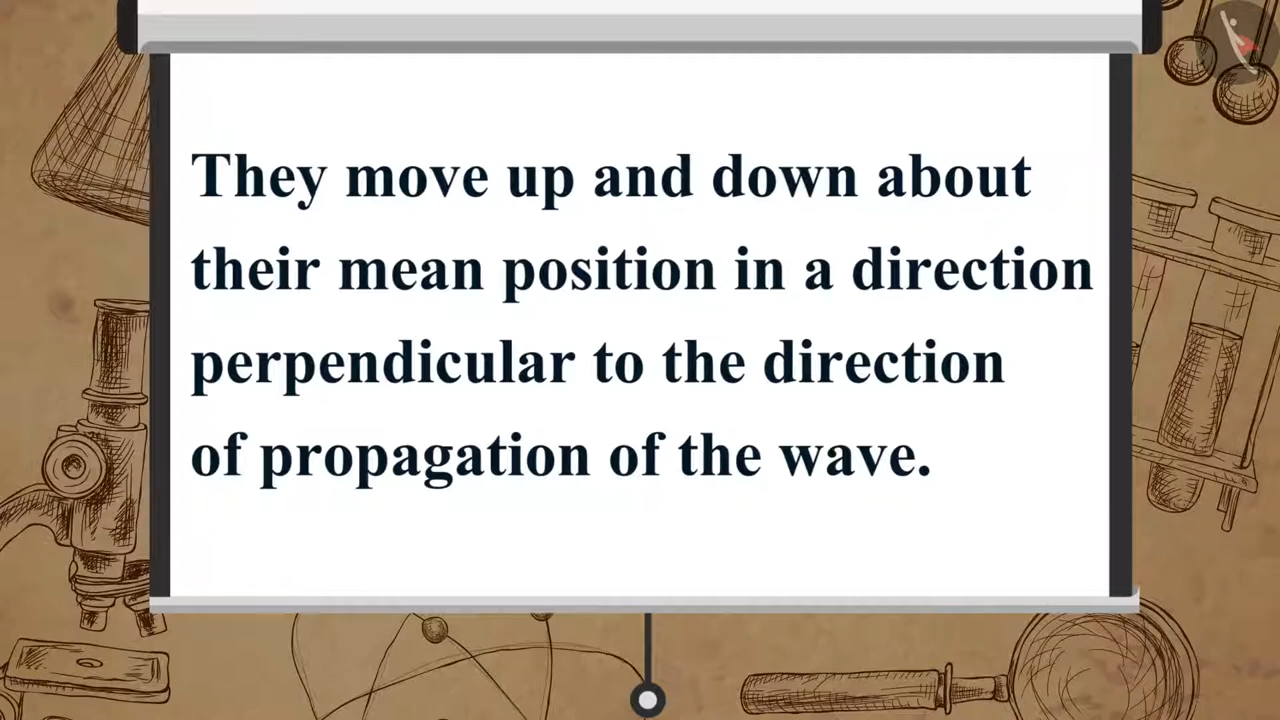 They move up and down about
their mean position in a direction
perpendicular to the direction
of propagation of the wave.